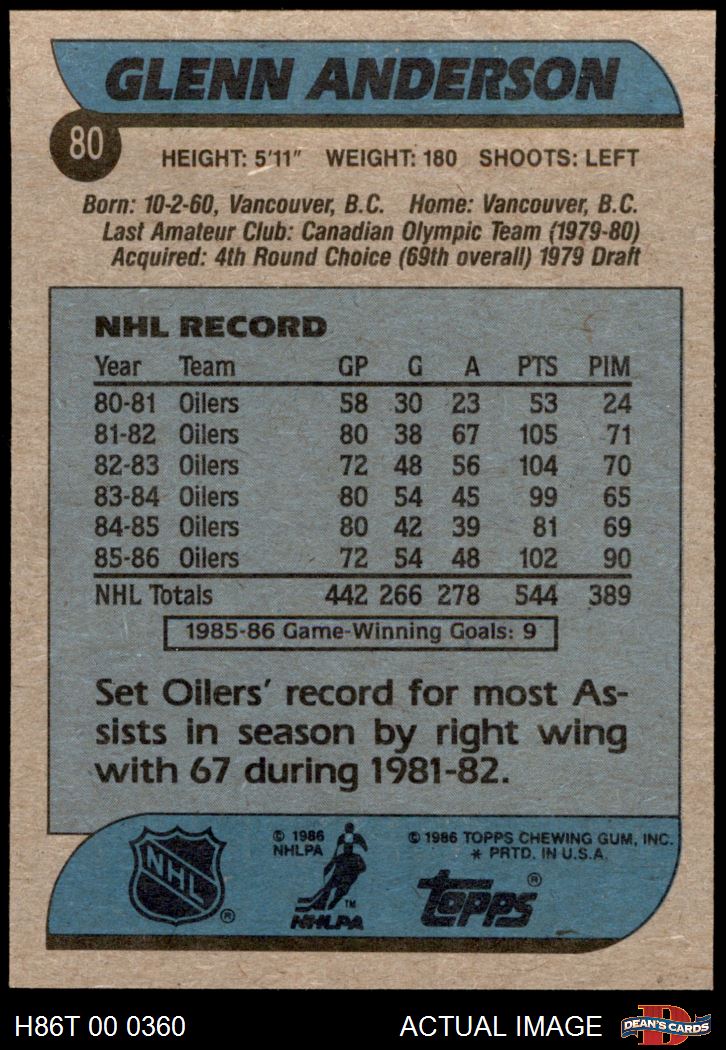 GLENN ANDERSON
80
HEIGHT: 5'11" WEIGHT: 180 SHOOTS: LEFT
Born: 10-2-60, Vancouver, B.C. Home: Vancouver, B.C.
Last Amateur Club: Canadian Olympic Team (1979-80)
Acquired: 4th Round Choice (69th overall) 1979 Draft
NHL RECORD
Year Team GP G A PTS PIM
80-81 Oilers 58 30 23 53 24
81-82 Oilers 80 38 67 105 71
82-83 Oilers 72 48 56 104 70
83-84 Oilers 80 54 45 99 65
84-85 Oilers 80 42 39 81 69
85-86 Oilers 72 54 48 102 90
NHL Totals 442 266 278 544 389
1985-86 Game-Winning Goals: 9
Set Oilers' record for most As-
sists in season by right wing
with 67 during 1981-82.
NHL ®
© 1986
NHLPA
TM
NHLPA
© 1986 TOPPS CHEWING GUM, INC.
* PRTD. IN U.S.A.
topps ®
H86T 00 0360 ACTUAL IMAGE
D
DEAN'S CARDS